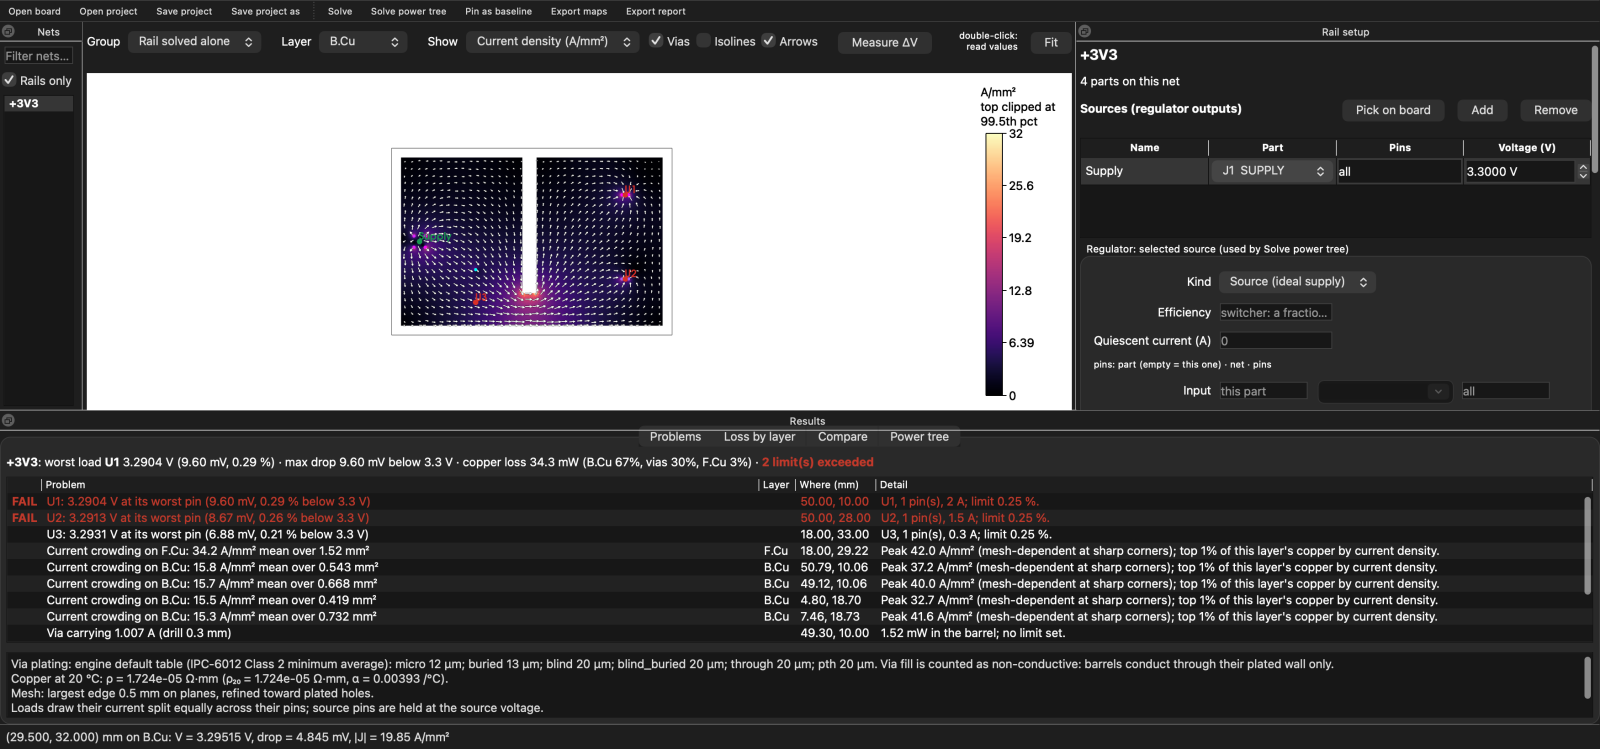 Open board Open project Save project Save project as Solve Solve power tree Pin as baseline Export maps Export report
Nets
Filter nets...
Rails only
+3V3
Group Rail solved alone Layer B.Cu Show Current density (A/mm²) Vias Isolines Arrows Measure ΔV double-click: read values Fit
A/mm²
top clipped at
99.5th pct
32
25.6
19.2
12.8
6.39
0
Rail setup
+3V3
4 parts on this net
Sources (regulator outputs) Pick on board Add Remove
Name Part Pins Voltage (V)
Supply J1 SUPPLY all 3.3000 V
Regulator: selected source (used by Solve power tree)
Kind Source (ideal supply)
Efficiency switcher: a fractio...
Quiescent current (A) 0
pins: part (empty = this one) · net · pins
Input this part all
Results
Problems Loss by layer Compare Power tree
+3V3: worst load U1 3.2904 V (9.60 mV, 0.29 %) · max drop 9.60 mV below 3.3 V · copper loss 34.3 mW (B.Cu 67%, vias 30%, F.Cu 3%) · 2 limit(s) exceeded
Problem Layer Where (mm) Detail
FAIL U1: 3.2904 V at its worst pin (9.60 mV, 0.29 % below 3.3 V) 50.00, 10.00 U1, 1 pin(s), 2 A; limit 0.25 %.
FAIL U2: 3.2913 V at its worst pin (8.67 mV, 0.26 % below 3.3 V) 50.00, 28.00 U2, 1 pin(s), 1.5 A; limit 0.25 %.
U3: 3.2931 V at its worst pin (6.88 mV, 0.21 % below 3.3 V) 18.00, 33.00 U3, 1 pin(s), 0.3 A; limit 0.25 %.
Current crowding on F.Cu: 34.2 A/mm² mean over 1.52 mm² F.Cu 18.00, 29.22 Peak 42.0 A/mm² (mesh-dependent at sharp corners); top 1% of this layer's copper by current density.
Current crowding on B.Cu: 15.8 A/mm² mean over 0.543 mm² B.Cu 50.79, 10.06 Peak 37.2 A/mm² (mesh-dependent at sharp corners); top 1% of this layer's copper by current density.
Current crowding on B.Cu: 15.7 A/mm² mean over 0.668 mm² B.Cu 49.12, 10.06 Peak 40.0 A/mm² (mesh-dependent at sharp corners); top 1% of this layer's copper by current density.
Current crowding on B.Cu: 15.5 A/mm² mean over 0.419 mm² B.Cu 4.80, 18.70 Peak 32.7 A/mm² (mesh-dependent at sharp corners); top 1% of this layer's copper by current density.
Current crowding on B.Cu: 15.3 A/mm² mean over 0.732 mm² B.Cu 7.46, 18.73 Peak 41.6 A/mm² (mesh-dependent at sharp corners); top 1% of this layer's copper by current density.
Via carrying 1.007 A (drill 0.3 mm) 49.30, 10.00 1.52 mW in the barrel; no limit set.
Via plating: engine default table (IPC-6012 Class 2 minimum average): micro 12 µm; buried 13 µm; blind 20 µm; blind_buried 20 µm; through 20 µm; pth 20 µm. Via fill is counted as non-conductive: barrels conduct through their plated wall only.
Copper at 20 °C: ρ = 1.724e-05 Ω·mm (ρ₂₀ = 1.724e-05 Ω·mm, α = 0.00393 /°C).
Mesh: largest edge 0.5 mm on planes, refined toward plated holes.
Loads draw their current split equally across their pins; source pins are held at the source voltage.
(29.500, 32.000) mm on B.Cu: V = 3.29515 V, drop = 4.845 mV, |J| = 19.85 A/mm²